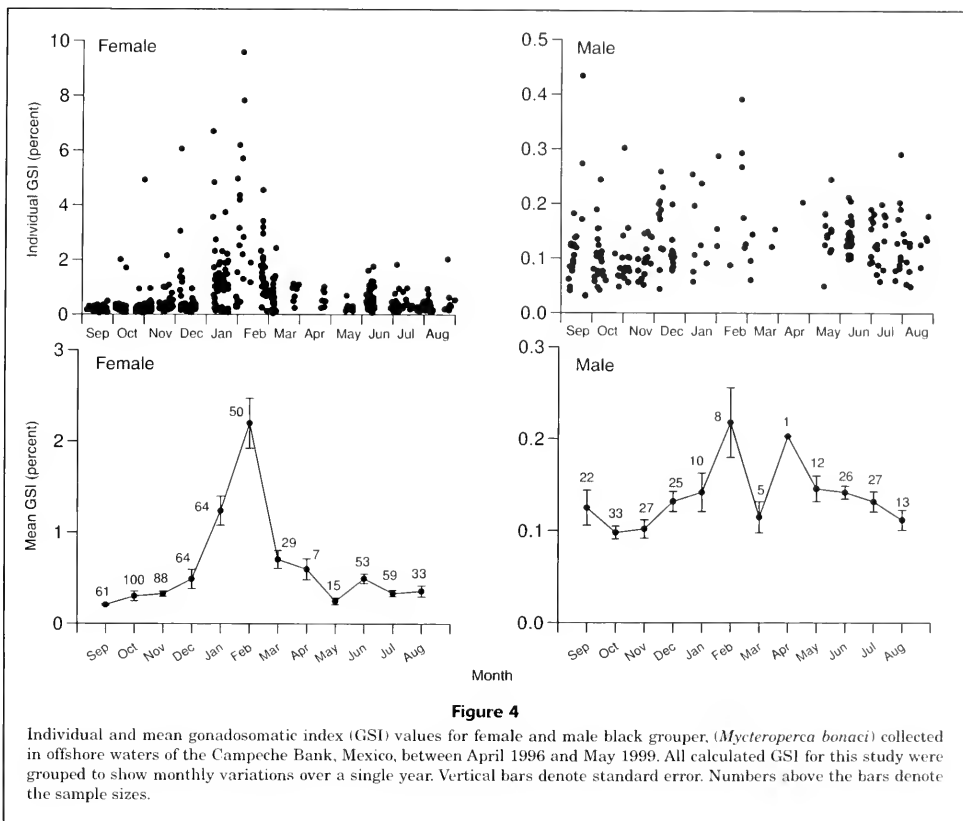 Female
Male
10
8
6
4
2
0
Individual GSI (percent)
0.5
0.4
0.3
0.2
0.1
0.0
Sep Oct Nov Dec Jan Feb Mar Apr May Jun Jul Aug
Sep Oct Nov Dec Jan Feb Mar Apr May Jun Jul Aug
Female
Male
3
2
1
0
Mean GSI (percent)
61 100 88 64 64 50 29 7 15 53 59 33
0.3
0.2
0.1
0.0
22 33 27 25 10 8 5 1 12 26 27 13
Sep Oct Nov Dec Jan Feb Mar Apr May Jun Jul Aug
Sep Oct Nov Dec Jan Feb Mar Apr May Jun Jul Aug
Month
Figure 4
Individual and mean gonadosomatic index (GSI) values for female and male black grouper, (Mycteroperca bonaci) collected
in offshore waters of the Campeche Bank, Mexico, between April 1996 and May 1999. All calculated GSI for this study were
grouped to show monthly variations over a single year. Vertical bars denote standard error. Numbers above the bars denote
the sample sizes.